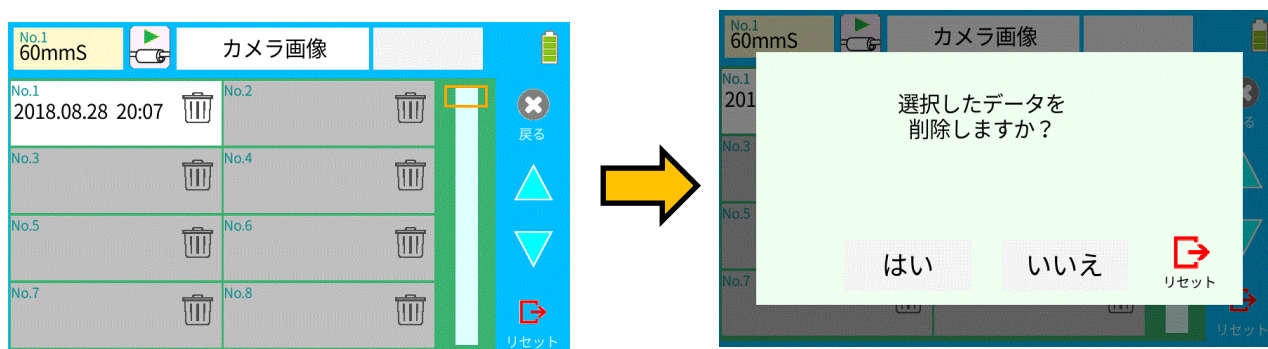 No.1
60mmS
カメラ画像
No.1
2018.08.28 20:07
No.2
戻る
No.3
No.4
No.5
No.6
No.7
No.8
リセット
No.1
60mmS
カメラ画像
No.1
201
る
No.3
No.5
No.7
選択したデータを
削除しますか？
はい
いいえ
リセット
リセット